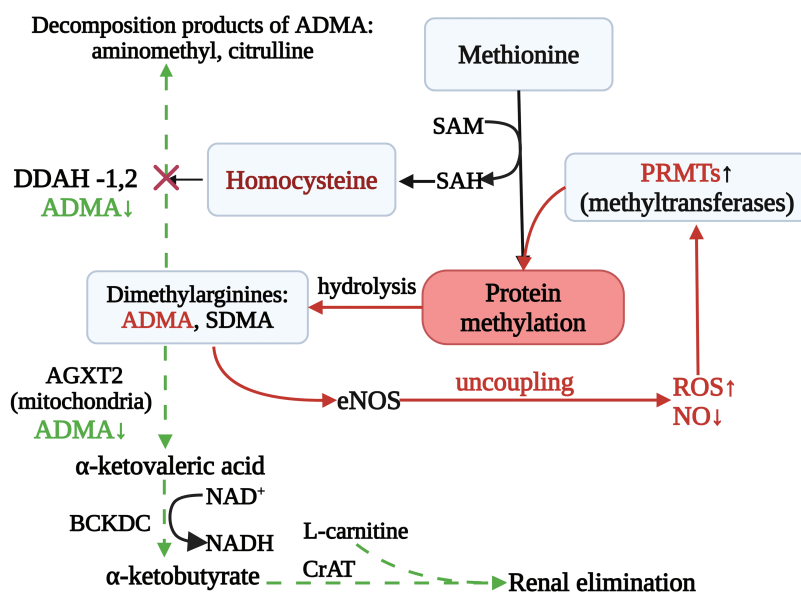 Decomposition products of ADMA:
aminomethyl, citrulline
Methionine
SAM
SAH
Homocysteine
DDAH -1,2
ADMA↓
PRMTs↑
(methyltransferases)
Dimethylarginines:
ADMA, SDMA
hydrolysis
Protein
methylation
AGXT2
(mitochondria)
ADMA↓
eNOS
uncoupling
ROS↑
NO↓
α-ketovaleric acid
BCKDC
NAD⁺
NADH
α-ketobutyrate
L-carnitine
CrAT
Renal elimination